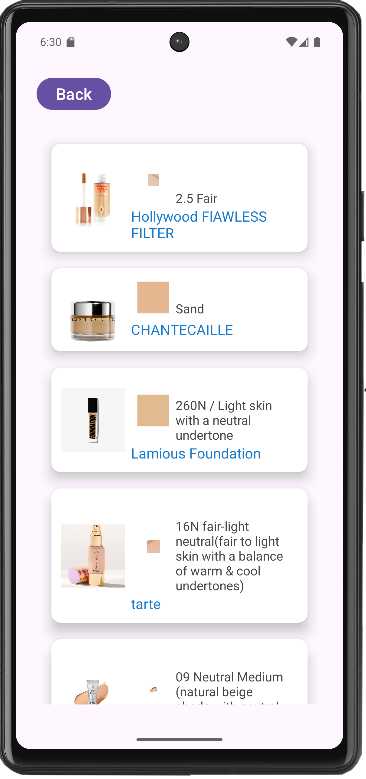 6:30
Back
2.5 Fair
Hollywood FlAWLESS
FILTER
Sand
CHANTECAILLE
260N / Light skin
with a neutral
undertone
Lamious Foundation
16N fair-light
neutral(fair to light
skin with a balance
of warm & cool
undertones)
tarte
09 Neutral Medium
(natural beige